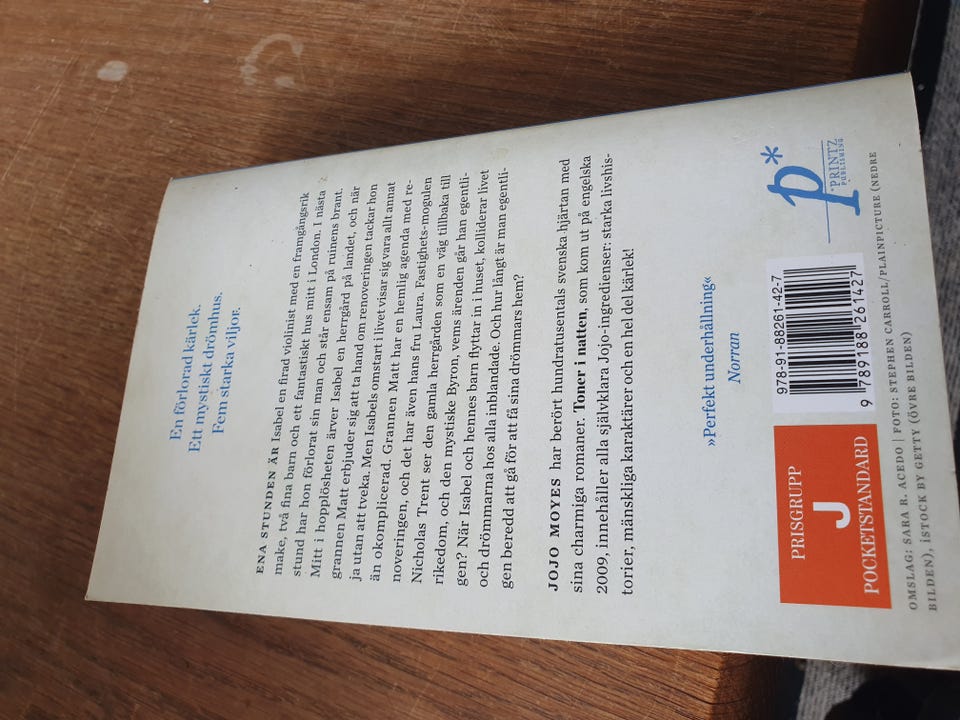 En förlorad kärlek.
Ett mystiskt drömhus.
Fem starka viljor.
ENA STUNDEN ÄR Isabel en firad violinist med en framgångsrik
make, två fina barn och ett fantastiskt hus mitt i London. I nästa
stund har hon förlorat sin man och står ensam på ruinens brant.
Mitt i hopplösheten ärver Isabel en herrgård på landet, och när
grannen Matt erbjuder sig att ta hand om renoveringen tackar hon
ja utan att tveka. Men Isabels omstart i livet visar sig vara allt annat
än okomplicerad. Grannen Matt har en hemlig agenda med re-
noveringen, och det har även hans fru Laura. Fastighets-mogulen
Nicholas Trent ser den gamla herrgården som en väg tillbaka till
rikedom, och den mystiske Byron, vems ärenden går han egentli-
gen? När Isabel och hennes barn flyttar in i huset, kolliderar livet
och drömmarna hos alla inblandade. Och hur långt är man egentli-
gen beredd att gå för att få sina drömmars hem?
JOJO MOYES har berört hundratusentals svenska hjärtan med
sina charmiga romaner. Toner i natten, som kom ut på engelska
2009, innehåller alla självklara Jojo-ingredienser: starka livshis-
torier, mänskliga karaktärer och en hel del kärlek!
»Perfekt underhållning«
Norran
PRISGRUPP
J
POCKETSTANDARD
978-91-88261-42-7
9 789188 261427
p*
PRINTZ
PUBLISHING
OMSLAG: SARA R. ACEDO | FOTO: STEPHEN CARROLL/PLAINPICTURE (NEDRE
BILDEN), iSTOCK BY GETTY (ÖVRE BILDEN)